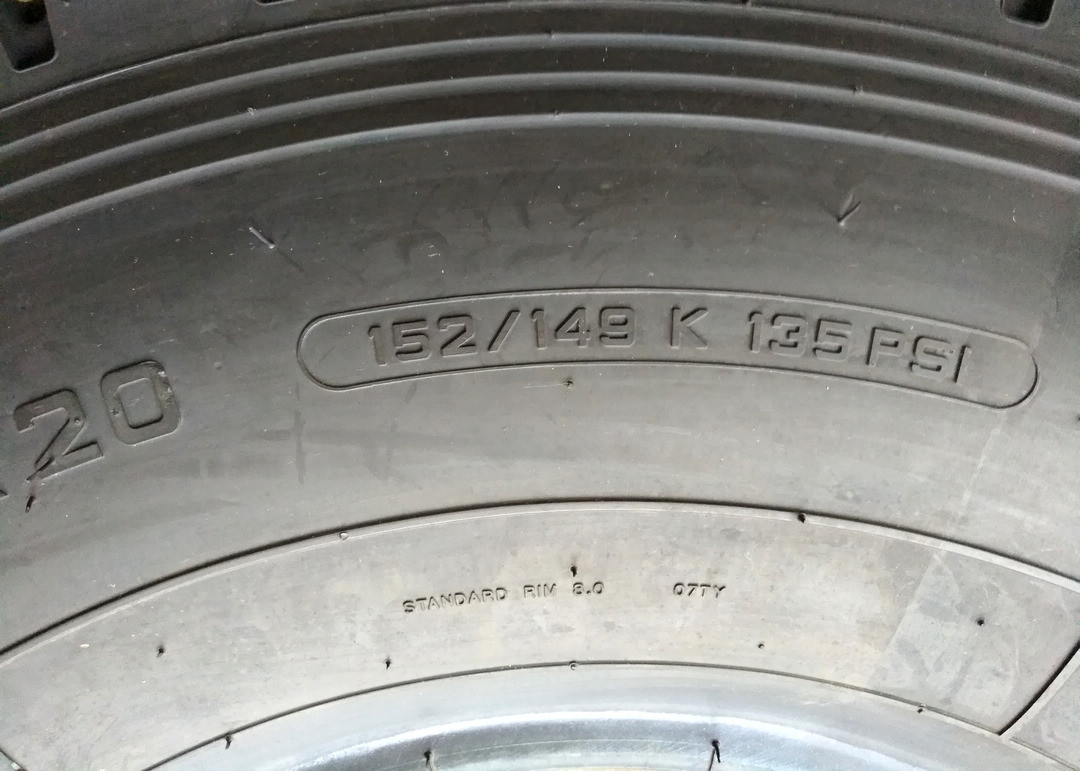 152/149 K 135 PSI
20
STANDARD RIM 8.0 07TY